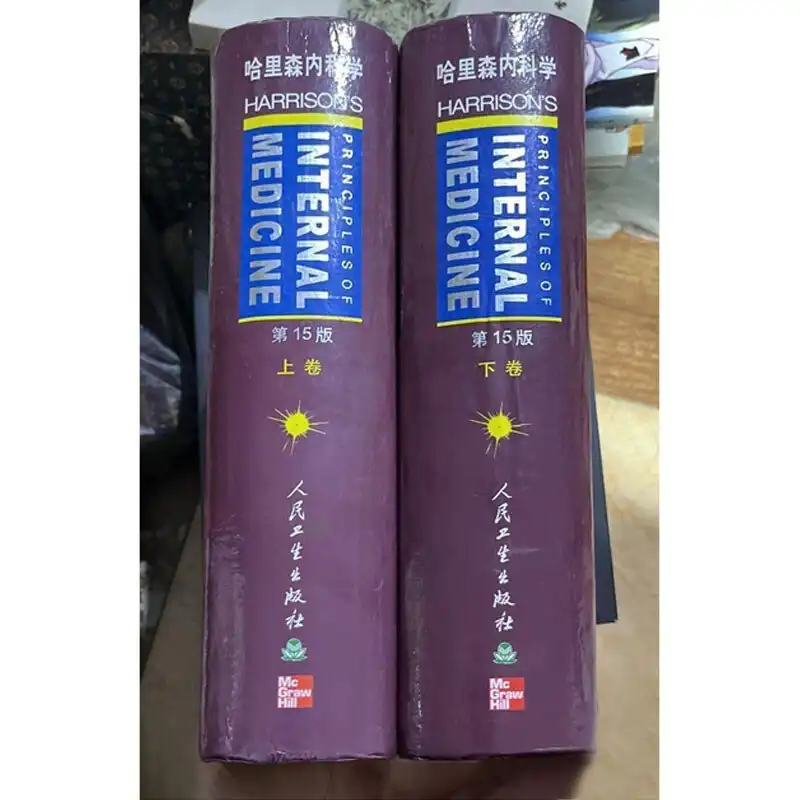 哈里森内科学
HARRISON'S
PRINCIPLES OF
INTERNAL
MEDICINE
第15版
上卷
人民卫生出版社
Mc
Graw
Hill
哈里森内科学
HARRISON'S
PRINCIPLES OF
INTERNAL
MEDICINE
第15版
下卷
人民卫生出版社
Mc
Graw
Hill